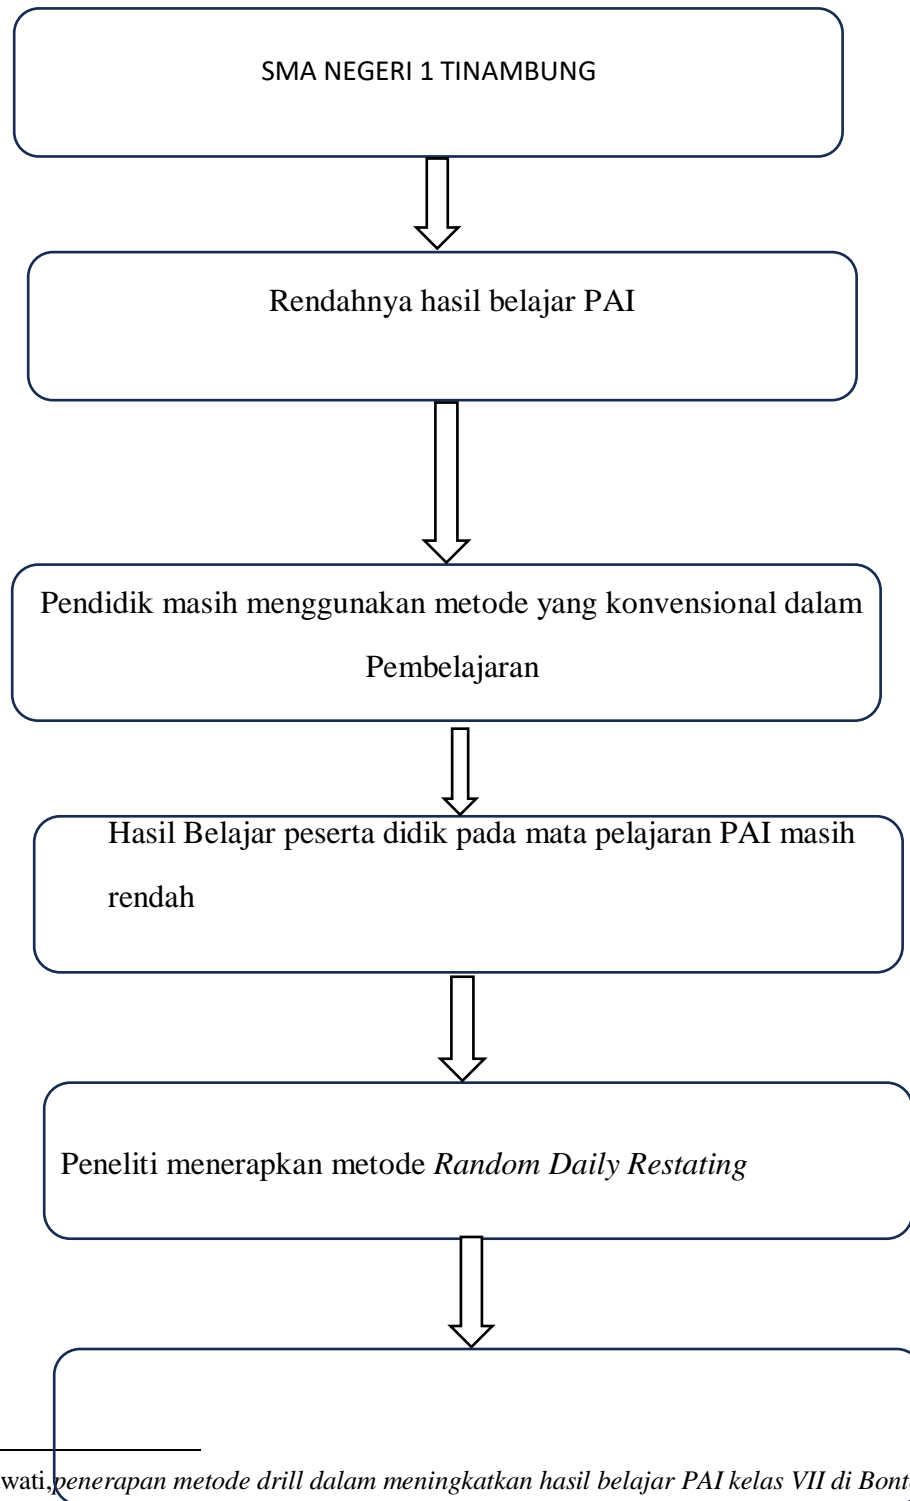 SMA NEGERI 1 TINAMBUNG
Rendahnya hasil belajar PAI
Pendidik masih menggunakan metode yang konvensional dalam
Pembelajaran
Hasil Belajar peserta didik pada mata pelajaran PAI masih
rendah
Peneliti menerapkan metode Random Daily Restating
penerapan metode drill dalam meningkatkan hasil belajar PAI kelas VII di